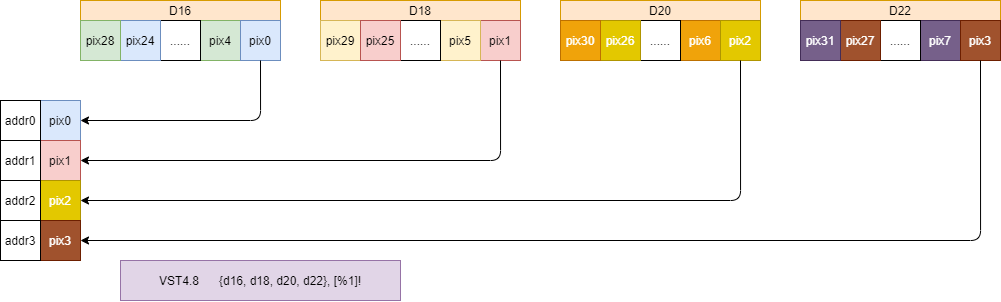 D16 D18 D20 D22
pix28 pix24 ...... pix4 pix0 pix29 pix25 ...... pix5 pix1 pix30 pix26 ...... pix6 pix2 pix31 pix27 ...... pix7 pix3
addr0 pix0
addr1 pix1
addr2 pix2
addr3 pix3
VST4.8 {d16, d18, d20, d22}, [%1]!